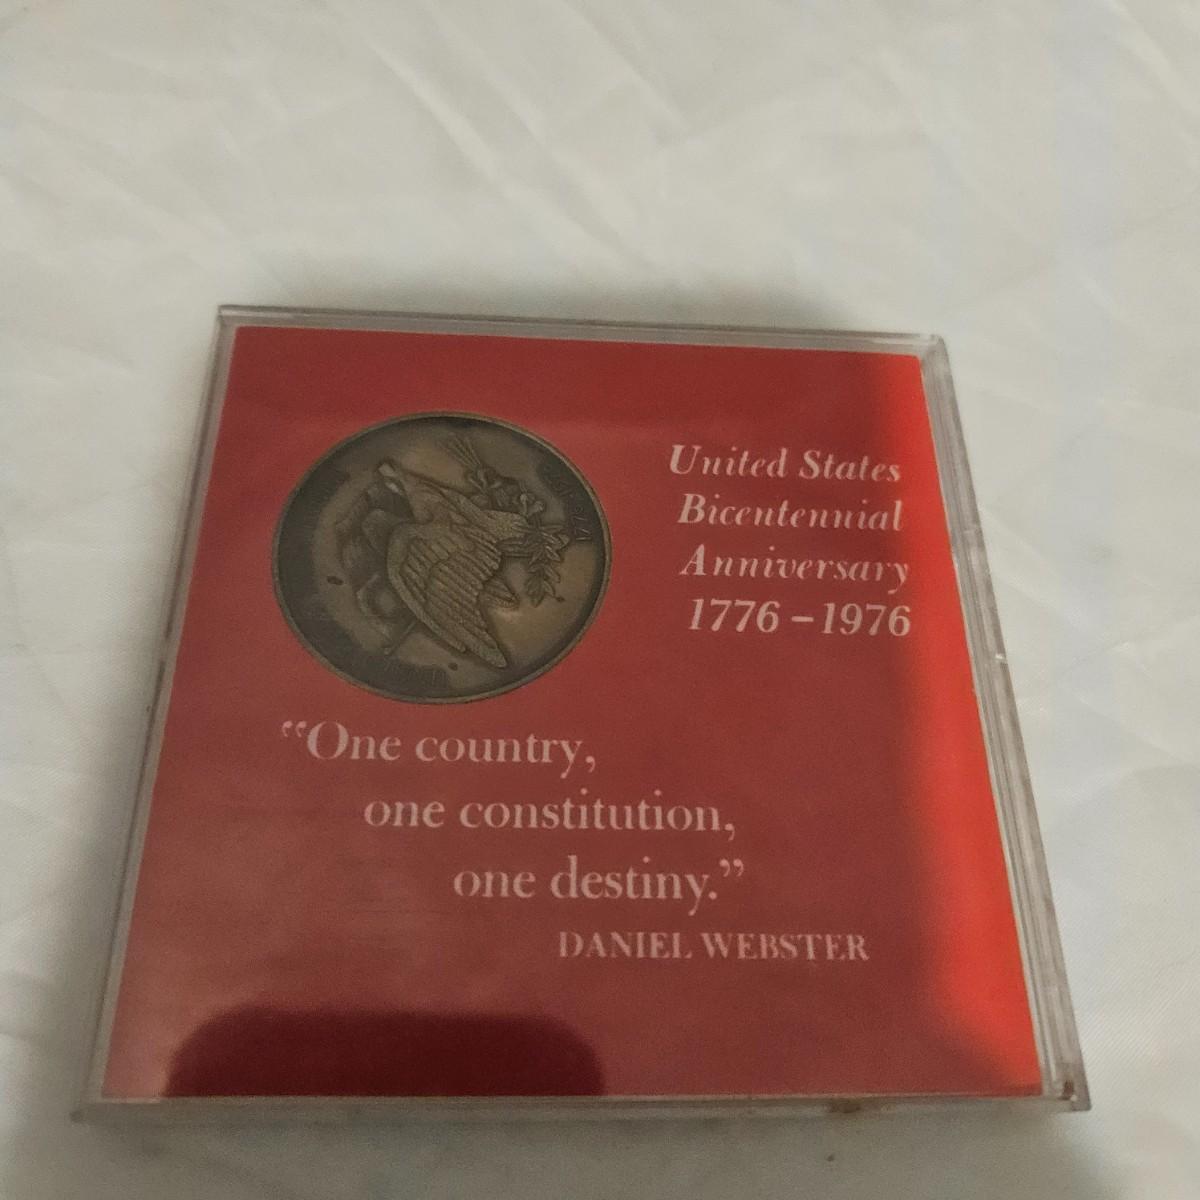 United States
Bicentennial
Anniversary
1776 – 1976
“One country,
one constitution,
one destiny.”
DANIEL WEBSTER